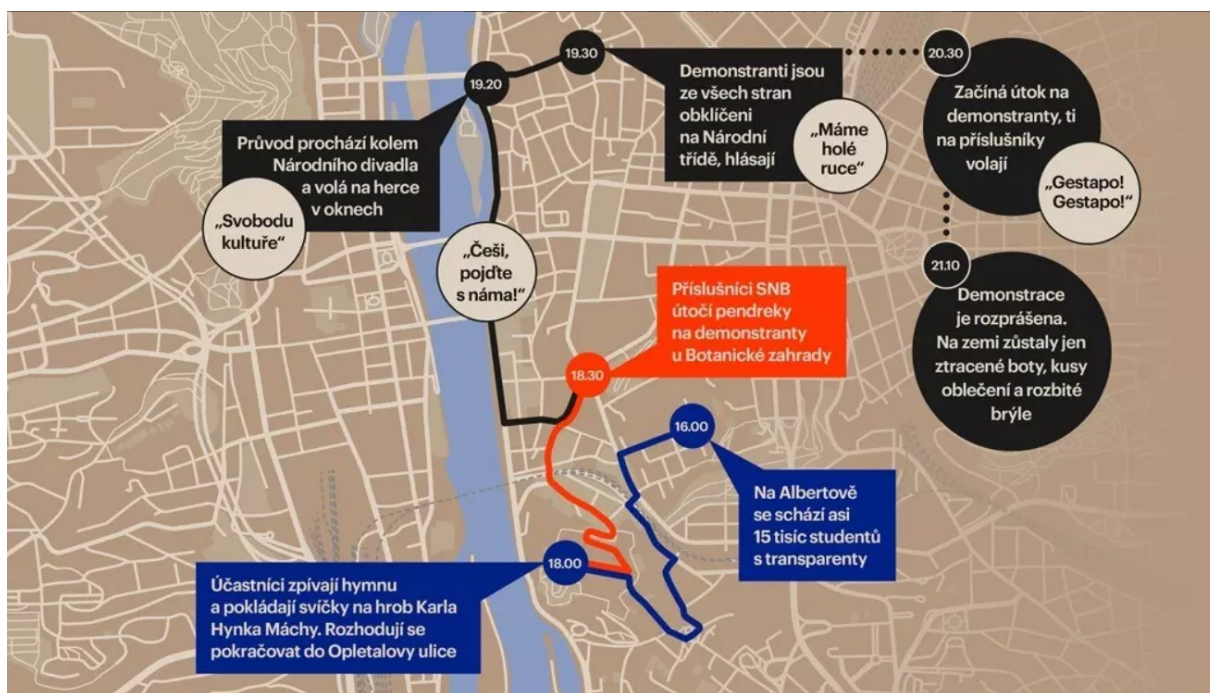 16.00
Na Albertově
se schází asi
15 tisíc studentů
s transparenty
18.00
Účastníci zpívají hymnu
a pokládají svíčky na hrob Karla
Hynka Máchy. Rozhodují se
pokračovat do Opletalovy ulice
18.30
Příslušníci SNB
útočí pendreky
na demonstranty
u Botanické zahrady
„Češi,
pojďte
s náma!“
19.20
Průvod prochází kolem
Národního divadla
a volá na herce
v oknech
„Svobodu
kultuře“
19.30
Demonstranti jsou
ze všech stran
obklíčeni
na Národní
třídě, hlásají
„Máme
holé
ruce“
20.30
Začíná útok na
demonstranty, ti
na příslušníky
volají
„Gestapo!
Gestapo!“
21.10
Demonstrace
je rozprášena.
Na zemi zůstaly jen
ztracené boty, kusy
oblečení a rozbité
brýle